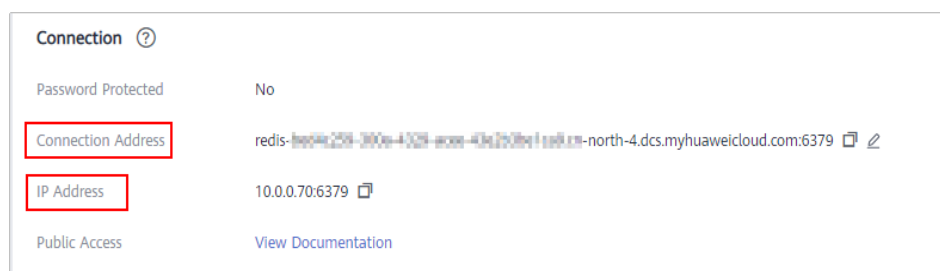 Connection ?
Password Protected No
Connection Address redis- -north-4.dcs.myhuaweicloud.com:6379
IP Address 10.0.0.70:6379
Public Access View Documentation